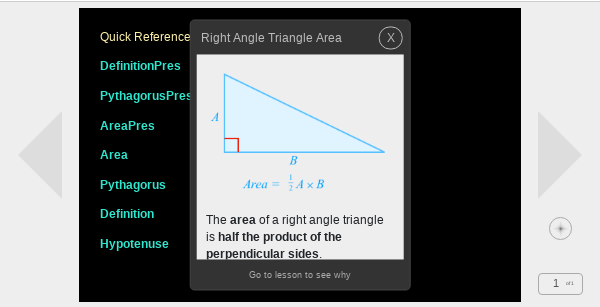 Quick Reference
DefinitionPres
PythagorusPres
AreaPres
Area
Pythagorus
Definition
Hypotenuse
Right Angle Triangle Area
X
A
B
Area = 1/2 A × B
The area of a right angle triangle
is half the product of the
perpendicular sides.
Go to lesson to see why
1 of 1